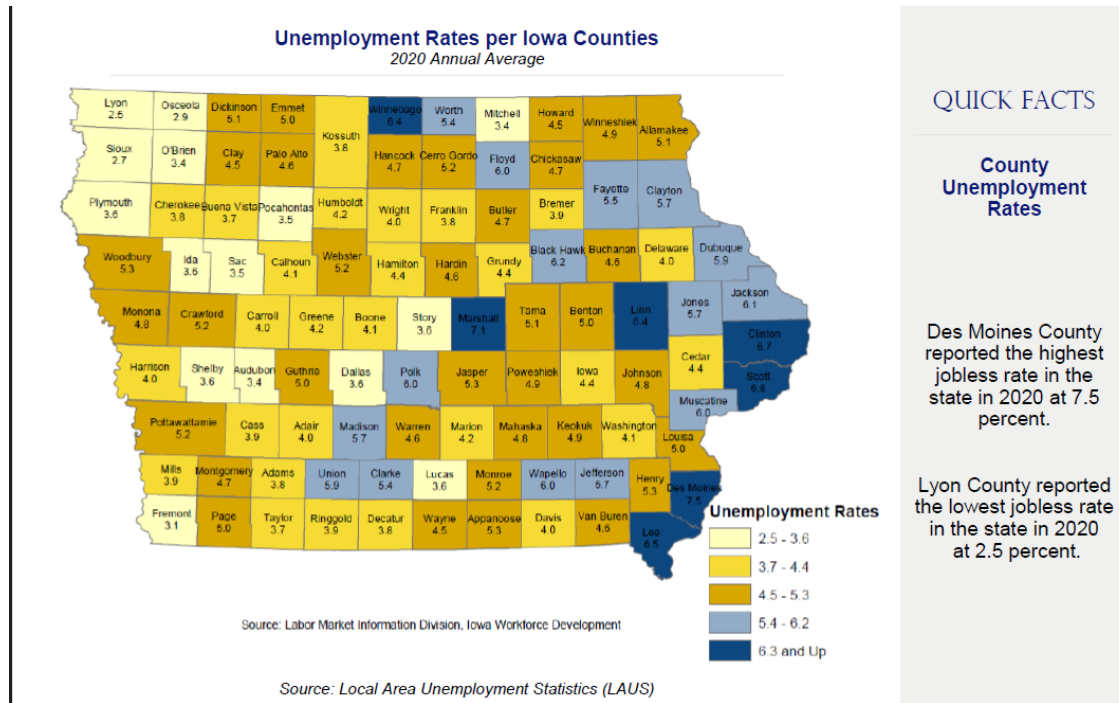 Unemployment Rates per Iowa Counties
2020 Annual Average
Lyon
2.5
Osceola
2.9
Dickinson
5.1
Emmet
5.0
Kossuth
3.8
Winnebago
6.4
Worth
5.4
Mitchell
3.4
Howard
4.5
Winneshiek
4.9
Allamakee
5.1
Sioux
2.7
O'Brien
3.4
Clay
4.5
Palo Alto
4.6
Hancock
4.7
Cerro Gordo
5.2
Floyd
6.0
Chickasaw
4.7
Fayette
5.5
Clayton
5.7
Plymouth
3.6
Cherokee
3.8
Buena Vista
3.7
Pocahontas
3.5
Humboldt
4.2
Wright
4.0
Franklin
3.8
Butler
4.7
Bremer
3.9
Woodbury
5.3
Ida
3.6
Sac
3.5
Calhoun
4.1
Webster
5.2
Hamilton
4.4
Hardin
4.6
Grundy
4.4
Black Hawk
6.2
Buchanan
4.6
Delaware
4.0
Dubuque
5.9
Monona
4.8
Crawford
5.2
Carroll
4.0
Greene
4.2
Boone
4.1
Story
3.6
Marshall
7.1
Tama
5.1
Benton
5.0
Linn
6.4
Jones
5.7
Jackson
6.1
Clinton
6.7
Harrison
4.0
Shelby
3.6
Audubon
3.4
Guthrie
5.0
Dallas
3.6
Polk
6.0
Jasper
5.3
Poweshiek
4.9
Iowa
4.4
Johnson
4.8
Cedar
4.4
Scott
6.8
Muscatine
6.0
Pottawattamie
5.2
Cass
3.9
Adair
4.0
Madison
5.7
Warren
4.6
Marion
4.2
Mahaska
4.8
Keokuk
4.9
Washington
4.1
Louisa
5.0
Mills
3.9
Montgomery
4.7
Adams
3.8
Union
5.9
Clarke
5.4
Lucas
3.6
Monroe
5.2
Wapello
6.0
Jefferson
5.7
Henry
5.3
Des Moines
7.5
Fremont
3.1
Page
5.0
Taylor
3.7
Ringgold
3.9
Decatur
3.8
Wayne
4.5
Appanoose
5.3
Davis
4.0
Van Buren
4.6
Lee
6.5
Unemployment Rates
2.5 - 3.6
3.7 - 4.4
4.5 - 5.3
5.4 - 6.2
6.3 and Up
Source: Labor Market Information Division, Iowa Workforce Development
Source: Local Area Unemployment Statistics (LAUS)
QUICK FACTS
County
Unemployment
Rates
Des Moines County
reported the highest
jobless rate in the
state in 2020 at 7.5
percent.
Lyon County reported
the lowest jobless rate
in the state in 2020
at 2.5 percent.